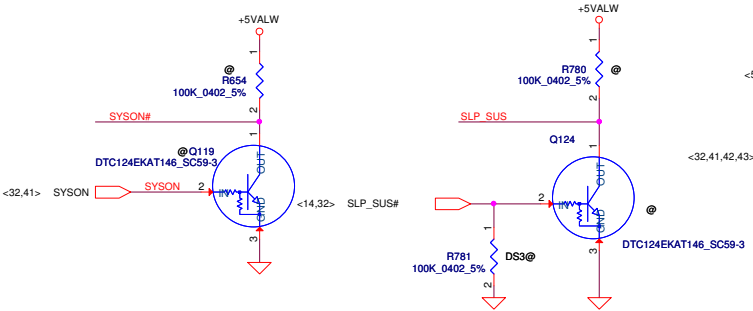 +5VALW
1
@
R654
100K_0402_5%
2
SYSON#
1
@Q119
DTC124EKAT146_SC59-3
OUT
<32,41>
SYSON
SYSON
2
IN
GND
3
+5VALW
1
R780
@
100K_0402_5%
2
SLP_SUS
1
Q124
OUT
<14,32>
SLP_SUS#
2
IN
GND
@
3
DTC124EKAT146_SC59-3
1
R781
DS3@
100K_0402_5%
2
<32,41,42,43>